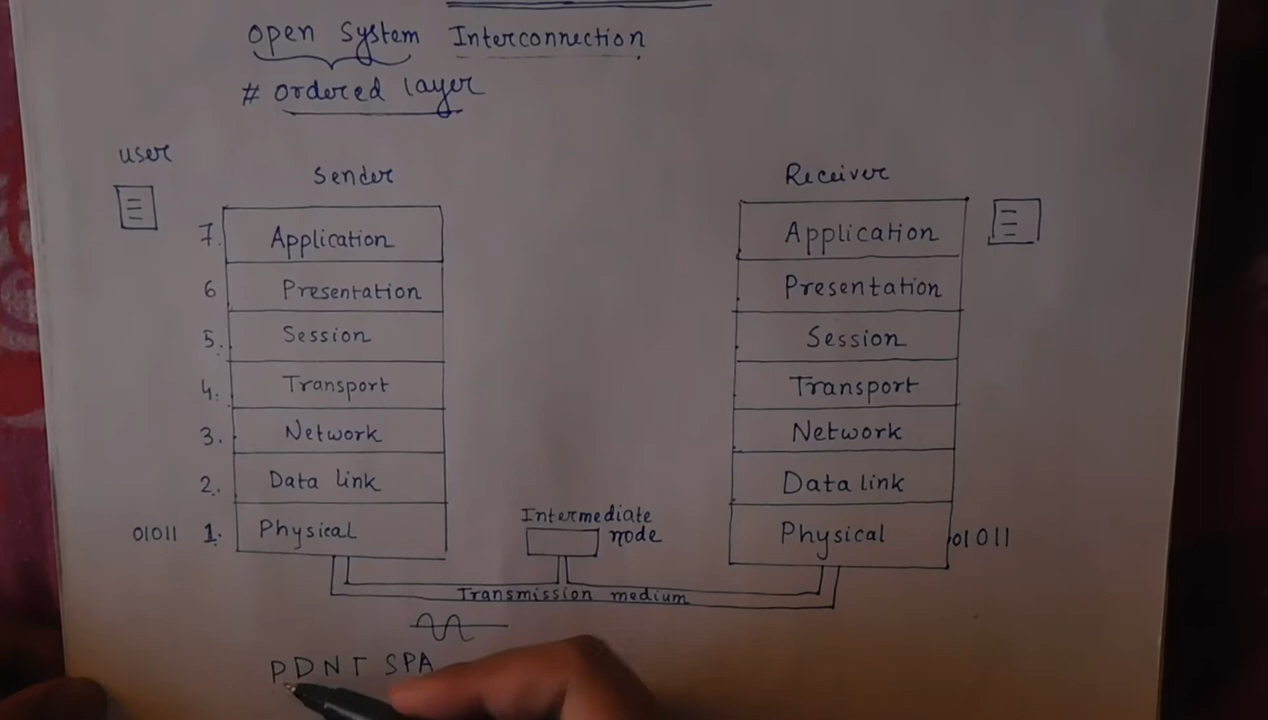 open System Interconnection
# ordered layer
user
Sender
Receiver
7. Application
Application
6 Presentation
Presentation
5. Session
Session
4. Transport
Transport
3. Network
Network
2. Data link
Data link
01011 1. Physical
Intermediate node
Physical 01011
Transmission medium
PDNT SPA